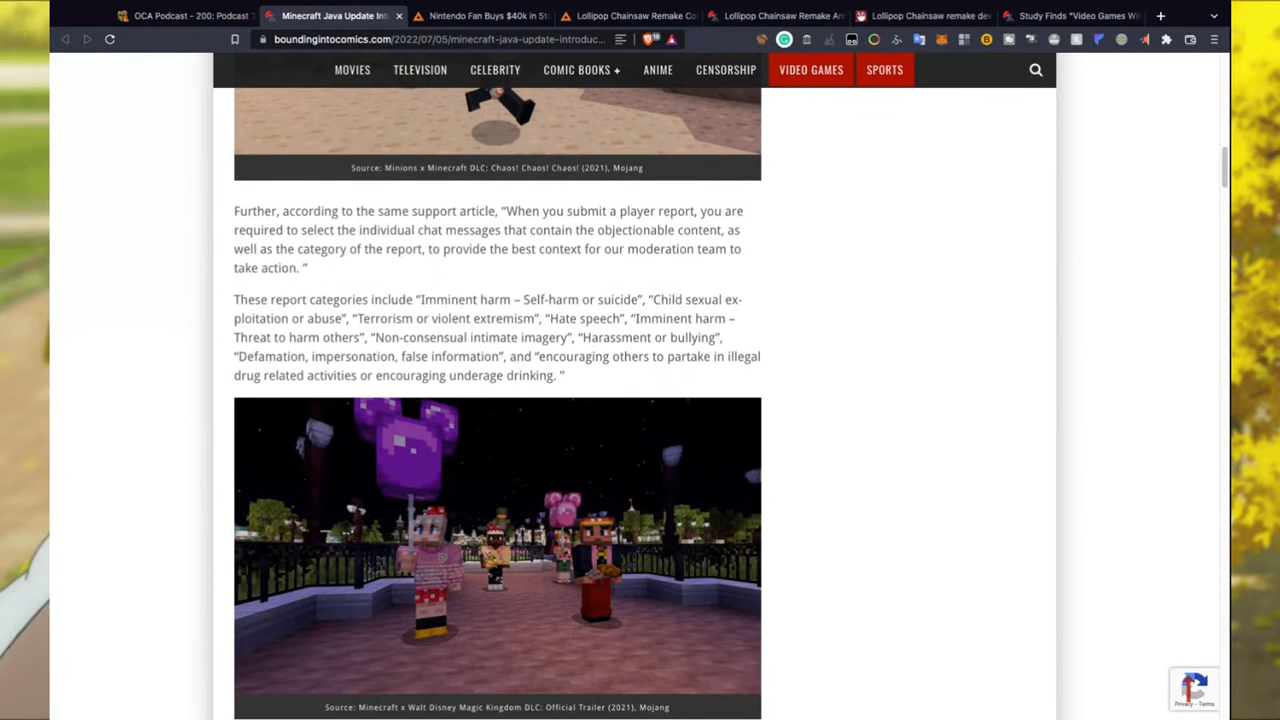 OCA Podcast - 200: Podcast
Minecraft Java Update Int
Nintendo Fan Buys $40k in St
Lollipop Chainsaw Remake Co
Lollipop Chainsaw Remake An
Lollipop Chainsaw remake dev
Study Finds "Video Games Wi
boundingintocomics.com/2022/07/05/minecraft-java-update-introduc...
MOVIES TELEVISION CELEBRITY COMIC BOOKS + ANIME CENSORSHIP VIDEO GAMES SPORTS
Source: Minions x Minecraft DLC: Chaos! Chaos! Chaos! (2021), Mojang
Further, according to the same support article, “When you submit a player report, you are
required to select the individual chat messages that contain the objectionable content, as
well as the category of the report, to provide the best context for our moderation team to
take action. ”
These report categories include “Imminent harm – Self-harm or suicide”, “Child sexual ex-
ploitation or abuse”, “Terrorism or violent extremism”, “Hate speech”, “Imminent harm –
Threat to harm others”, “Non-consensual intimate imagery”, “Harassment or bullying”,
“Defamation, impersonation, false information”, and “encouraging others to partake in illegal
drug related activities or encouraging underage drinking. ”
Source: Minecraft x Walt Disney Magic Kingdom DLC: Official Trailer (2021), Mojang
Privacy - Terms